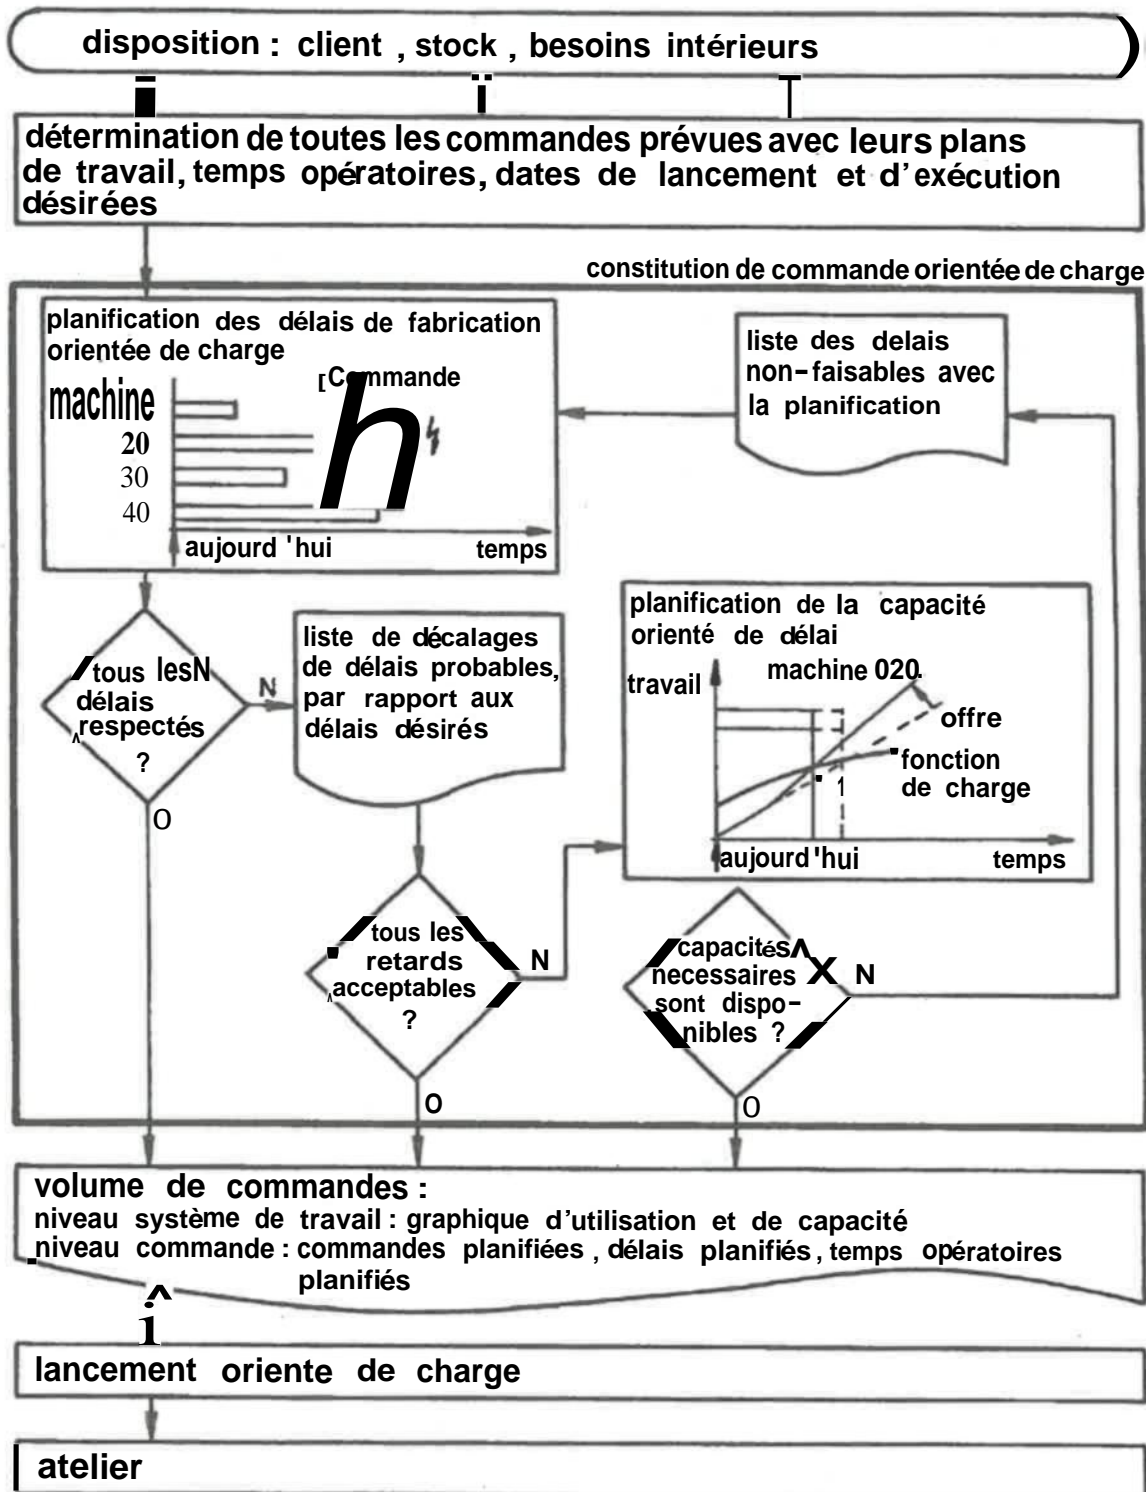 disposition : client , stock , besoins intérieurs
détermination de toutes les commandes prévues avec leurs plans
de travail, temps opératoires, dates de lancement et d'exécution
désirées
constitution de commande orientée de charge
planification des délais de fabrication
orientée de charge
[Commande
machine
h
20
30
40
aujourd 'hui
temps
liste des delais
non-faisables avec
la planification
tous les
délais
respectés
?
N
O
liste de décalages
de délais probables,
par rapport aux
délais désirés
planification de la capacité
orienté de délai
machine 020.
travail
offre
fonction
de charge
1
aujourd'hui
temps
tous les
retards
acceptables
?
N
O
capacités
necessaires
sont dispo-
nibles ?
X N
O
volume de commandes :
niveau système de travail : graphique d'utilisation et de capacité
niveau commande : commandes planifiées , délais planifiés , temps opératoires
planifiés
lancement oriente de charge
atelier